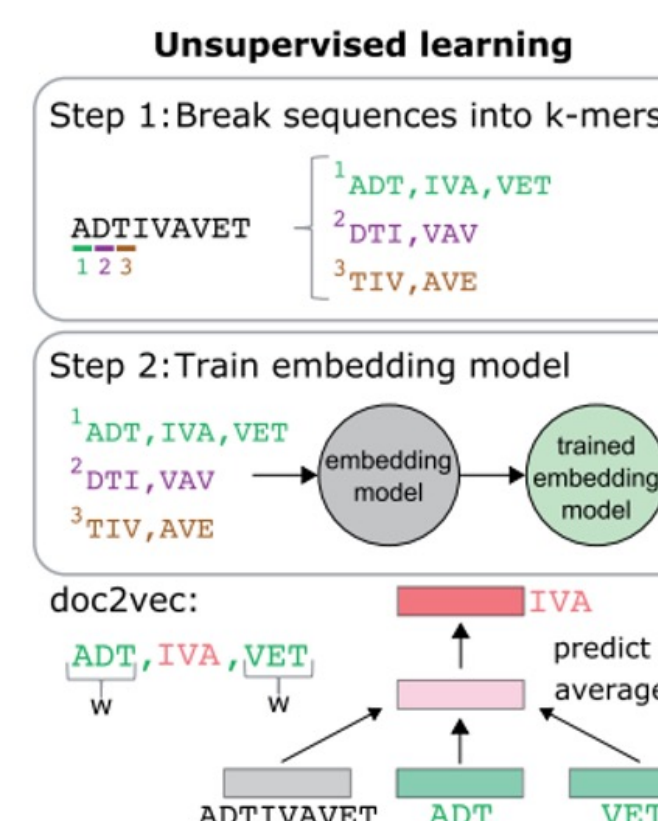 Unsupervised learning
Step 1:Break sequences into k-mers
ADTIVAVET
1 2 3
1ADT,IVA,VET
2DTI,VAV
3TIV,AVE
Step 2:Train embedding model
1ADT,IVA,VET
2DTI,VAV
3TIV,AVE
embedding
model
trained
embedding
model
doc2vec:
ADT,IVA,VET
w
w
IVA
predict
average
ADTIVAVET
ADT
VET